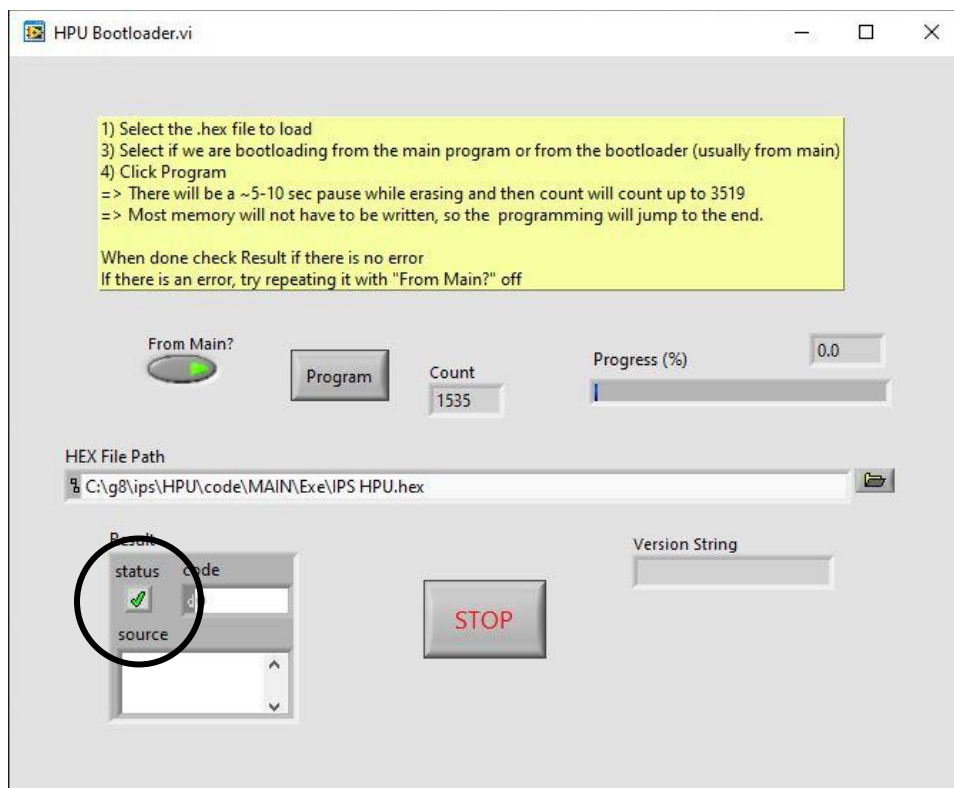 HPU Bootloader.vi
1) Select the .hex file to load
3) Select if we are bootloading from the main program or from the bootloader (usually from main)
4) Click Program
=> There will be a ~5-10 sec pause while erasing and then count will count up to 3519
=> Most memory will not have to be written, so the programming will jump to the end.
When done check Result if there is no error
If there is an error, try repeating it with "From Main?" off
From Main?
Program
Count
1535
Progress (%)
0.0
HEX File Path
C:\g8\ips\HPU\code\MAIN\Exe\IPS HPU.hex
Result
status code
source
STOP
Version String